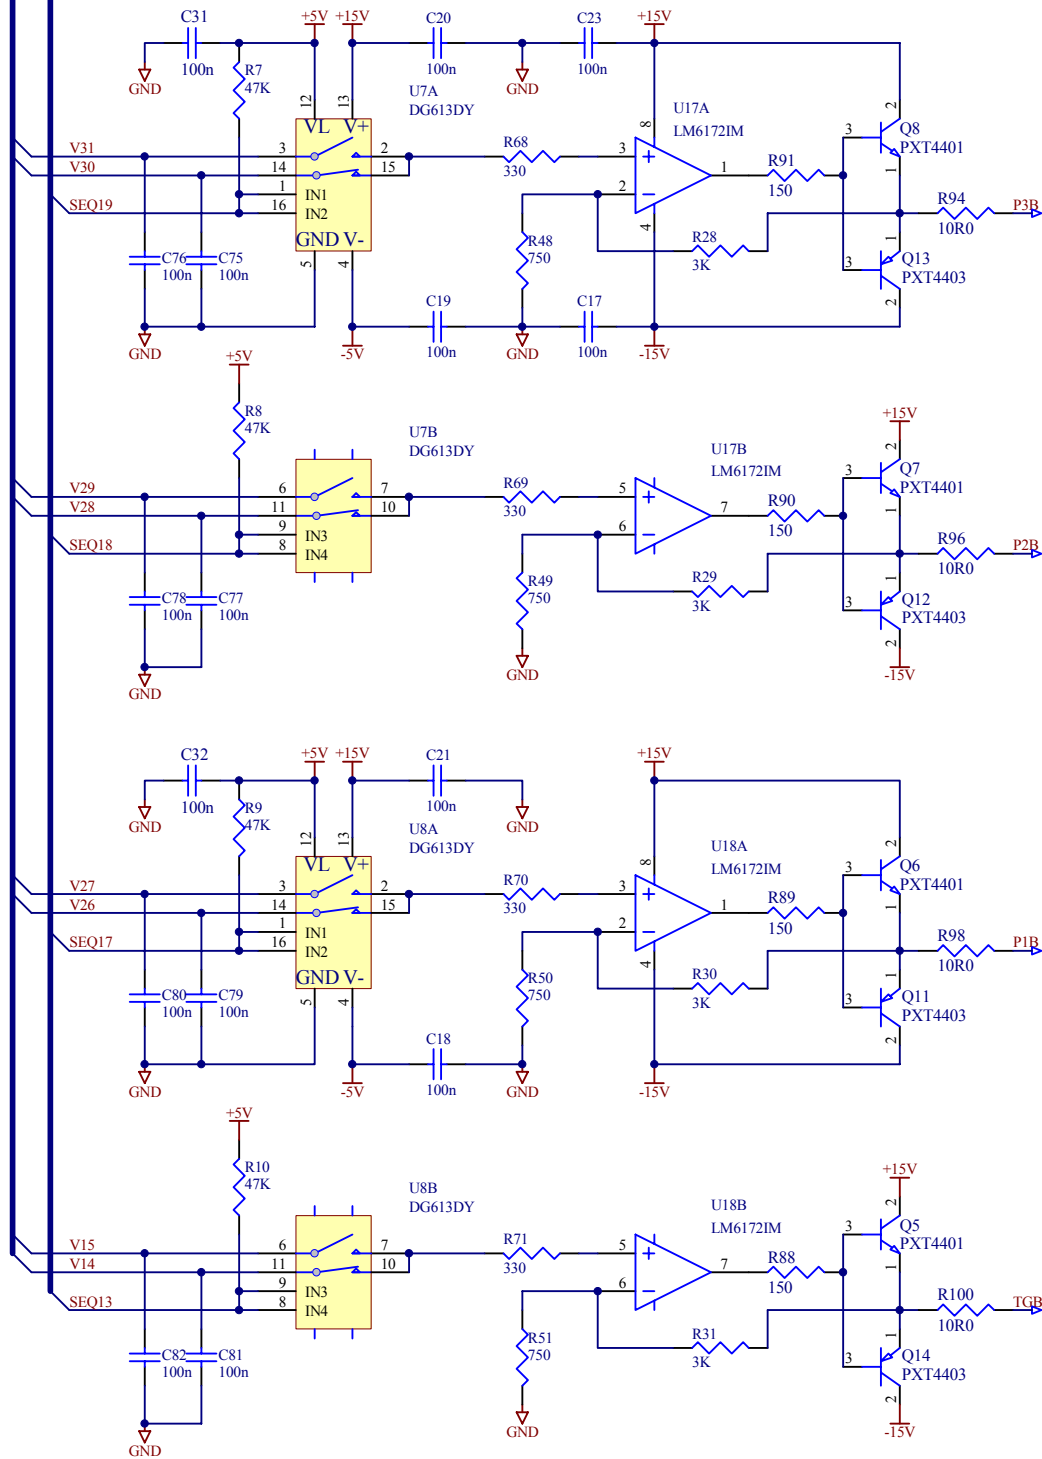 C31
+5V +15V
C20
C23
+15V
100n
100n
100n
GND
R7
47K
GND
U7A
DG613DY
U17A
LM6172IM
12
13
8
2
Q8
PXT4401
VL V+
V31
3
2
R68
330
3
1
R91
150
3
1
V30
14
15
1
IN1
2
SEQ19
16
IN2
R94
10R0
P3B
GND V-
R48
750
4
R28
3K
1
3
Q13
PXT4403
2
C76
100n
C75
100n
5
4
C19
100n
C17
100n
GND
-5V
GND
-15V
+5V
R8
47K
U7B
DG613DY
U17B
LM6172IM
+15V
2
Q7
PXT4401
V29
6
7
R69
330
5
7
R90
150
3
1
V28
11
10
9
IN3
6
SEQ18
8
IN4
R96
10R0
P2B
R49
750
R29
3K
1
3
Q12
PXT4403
2
C78
100n
C77
100n
GND
GND
-15V
C32
+5V +15V
C21
+15V
100n
100n
GND
R9
47K
GND
U8A
DG613DY
U18A
LM6172IM
12
13
8
2
Q6
PXT4401
VL V+
V27
3
2
R70
330
3
1
R89
150
3
1
V26
14
15
1
IN1
2
SEQ17
16
IN2
R98
10R0
P1B
GND V-
R50
750
4
R30
3K
1
3
Q11
PXT4403
2
C80
100n
C79
100n
5
4
C18
100n
GND
-5V
GND
-15V
+5V
R10
47K
U8B
DG613DY
U18B
LM6172IM
+15V
2
Q5
PXT4401
V15
6
7
R71
330
5
7
R88
150
3
1
V14
11
10
9
IN3
6
SEQ13
8
IN4
R100
10R0
TGB
R51
750
R31
3K
1
3
Q14
PXT4403
2
C82
100n
C81
100n
GND
GND
-15V